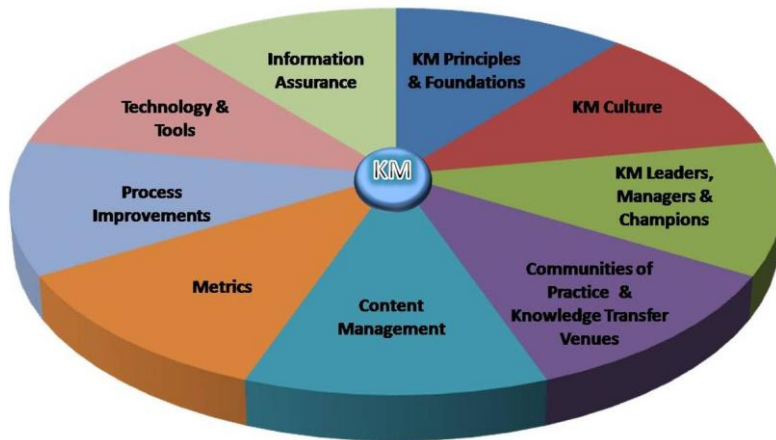 Information
Assurance
KM Principles
& Foundations
Technology &
Tools
KM Culture
KM
Process
Improvements
KM Leaders,
Managers &
Champions
Metrics
Content
Management
Communities of
Practice &
Knowledge Transfer
Venues